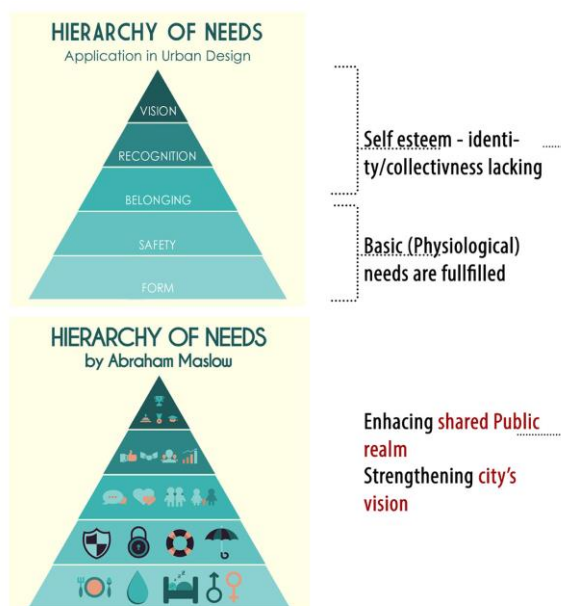 HIERARCHY OF NEEDS
Application in Urban Design
VISION
RECOGNITION
BELONGING
SAFETY
FORM
Self esteem - identi-
ty/collectivness lacking
Basic (Physiological)
needs are fullfilled
HIERARCHY OF NEEDS
by Abraham Maslow
Enhacing shared Public
realm
Strengthening city's
vision